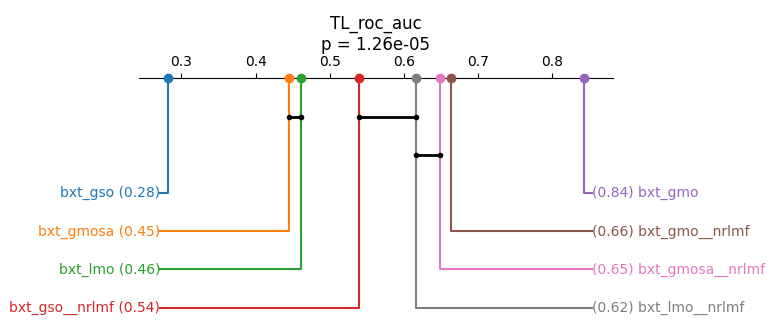 TL_roc_auc
p = 1.26e-05
0.3 0.4 0.5 0.6 0.7 0.8
bxt_gso (0.28) (0.84) bxt_gmo
bxt_gmosa (0.45) (0.66) bxt_gmo__nrlmf
bxt_lmo (0.46) (0.65) bxt_gmosa__nrlmf
bxt_gso__nrlmf (0.54) (0.62) bxt_lmo__nrlmf